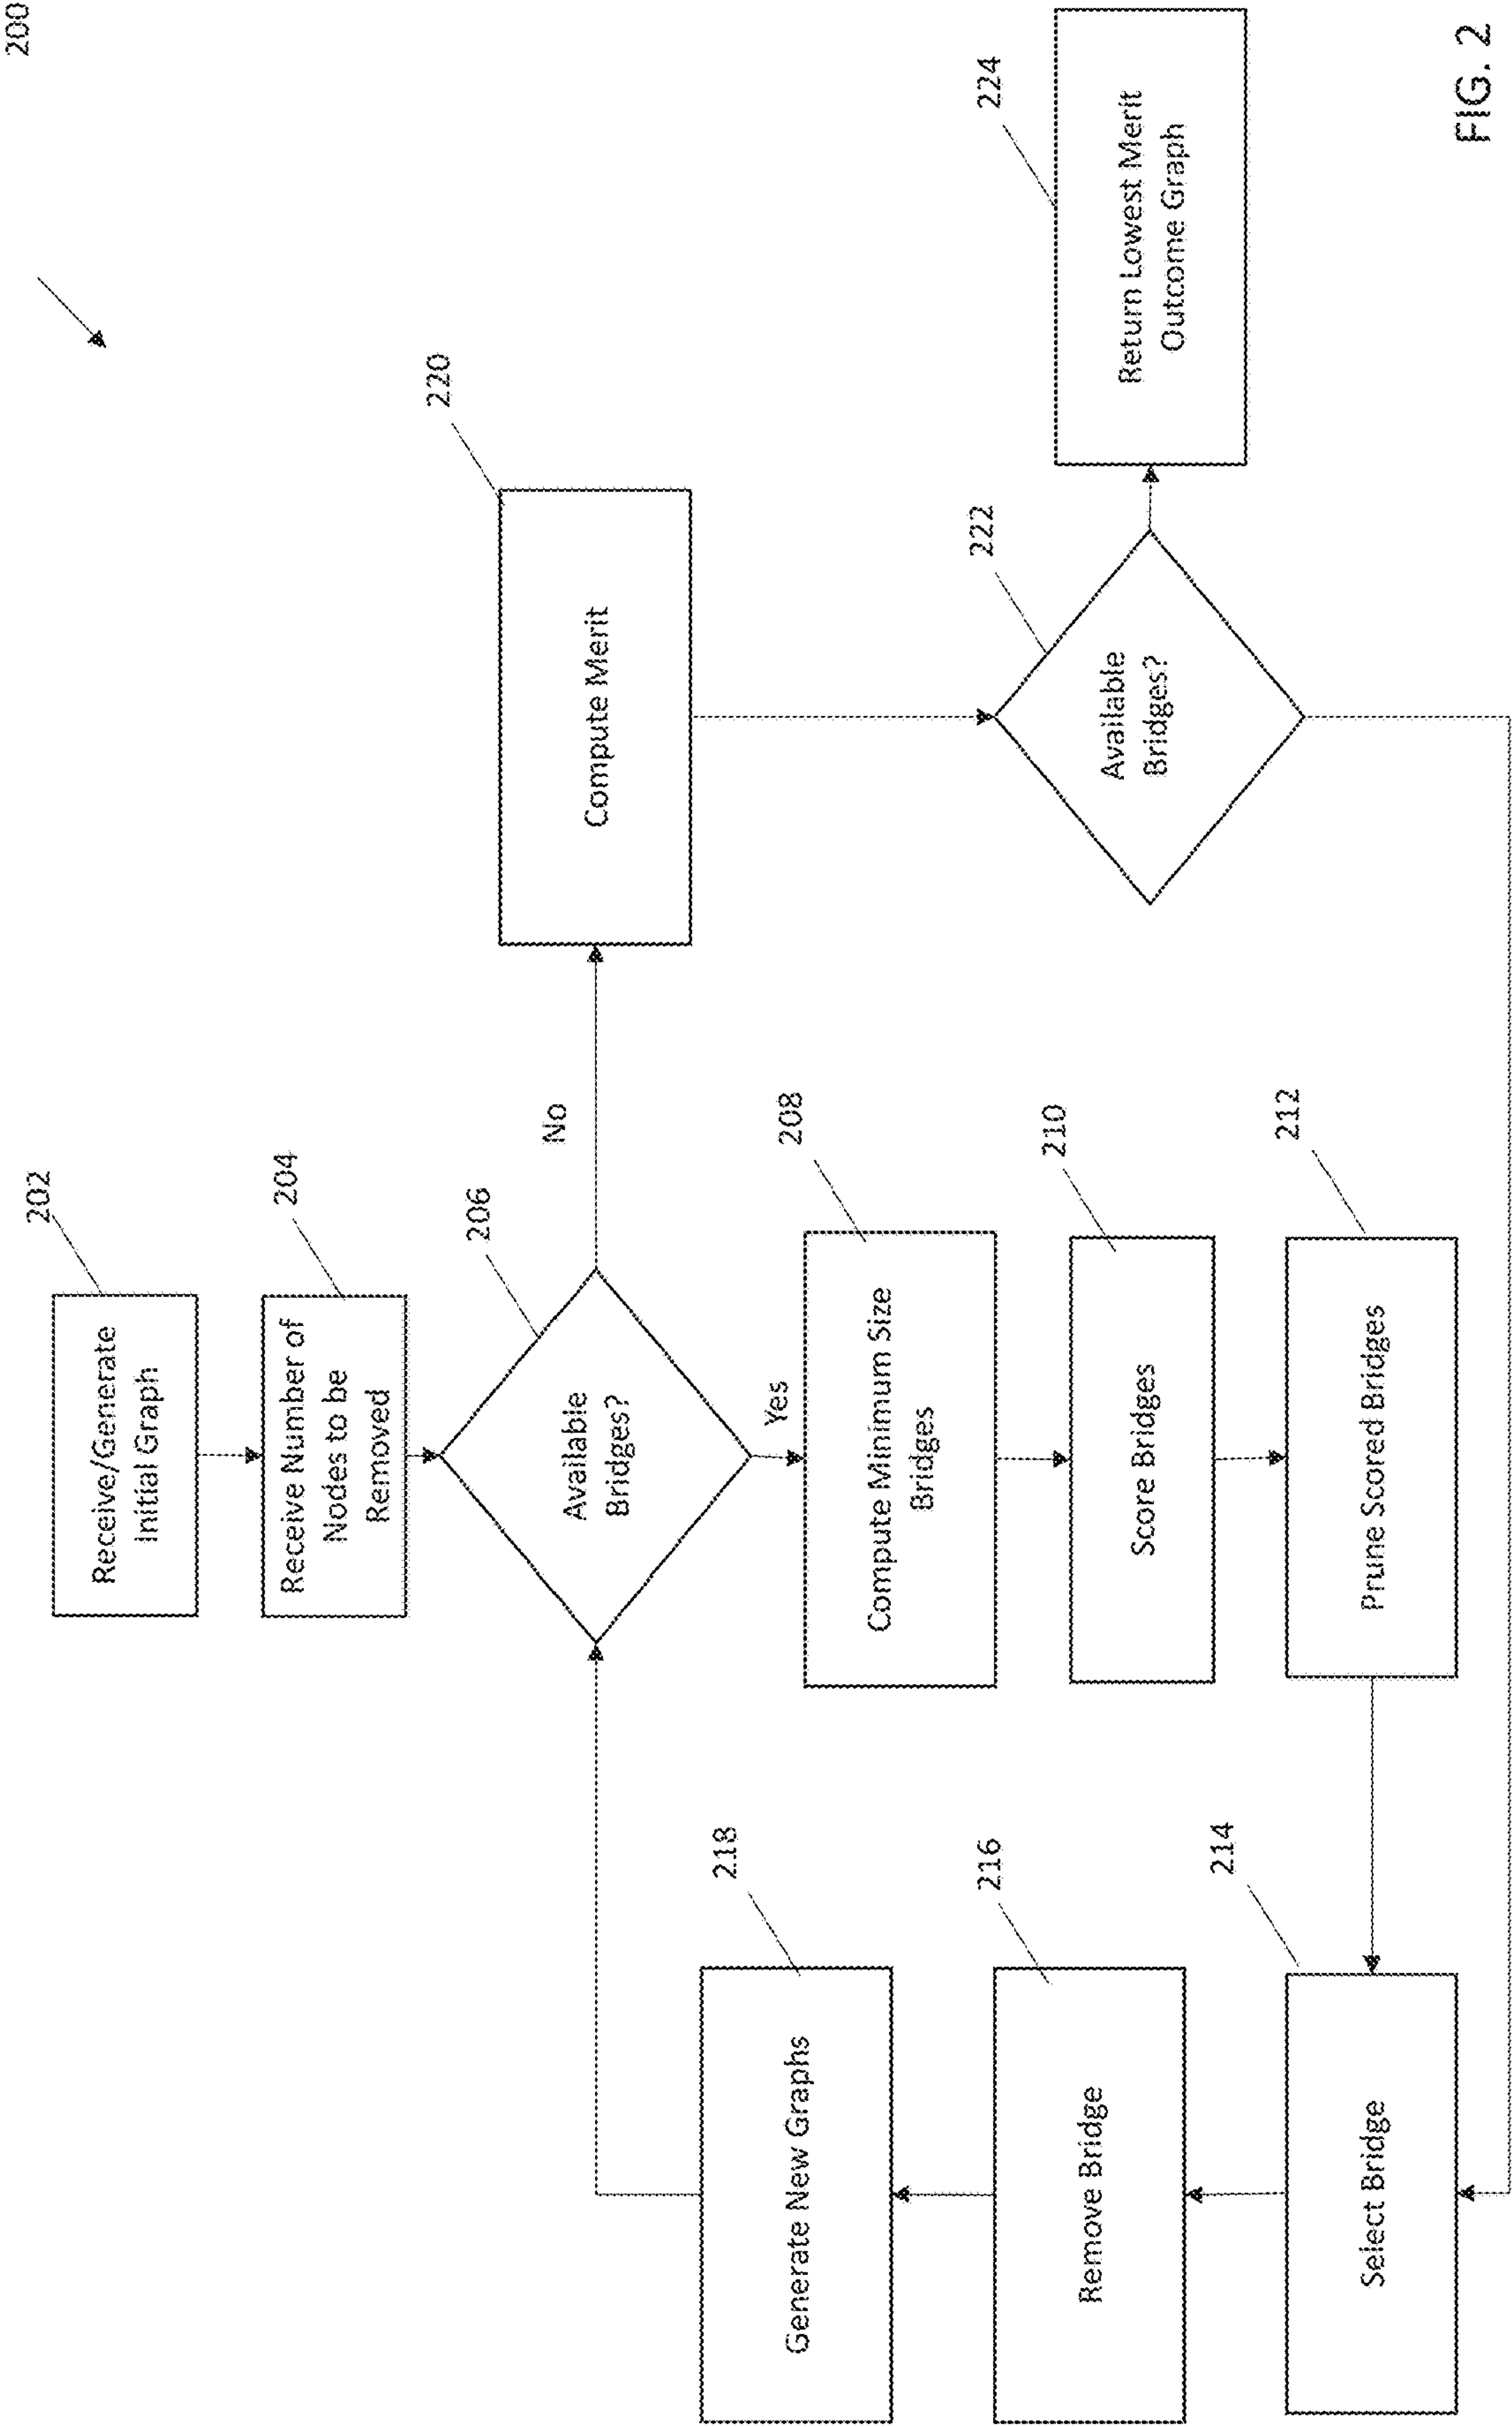 200
202
Receive/Generate
Initial Graph
204
Receive Number of
Nodes to be
Removed
206
Available
Bridges?
No
Yes
220
Compute Merit
208
Compute Minimum Size
Bridges
218
Generate New Graphs
222
Available
Bridges?
224
Return Lowest Merit
Outcome Graph
210
Score Bridges
216
Remove Bridge
212
Prune Scored Bridges
214
Select Bridge
FIG. 2